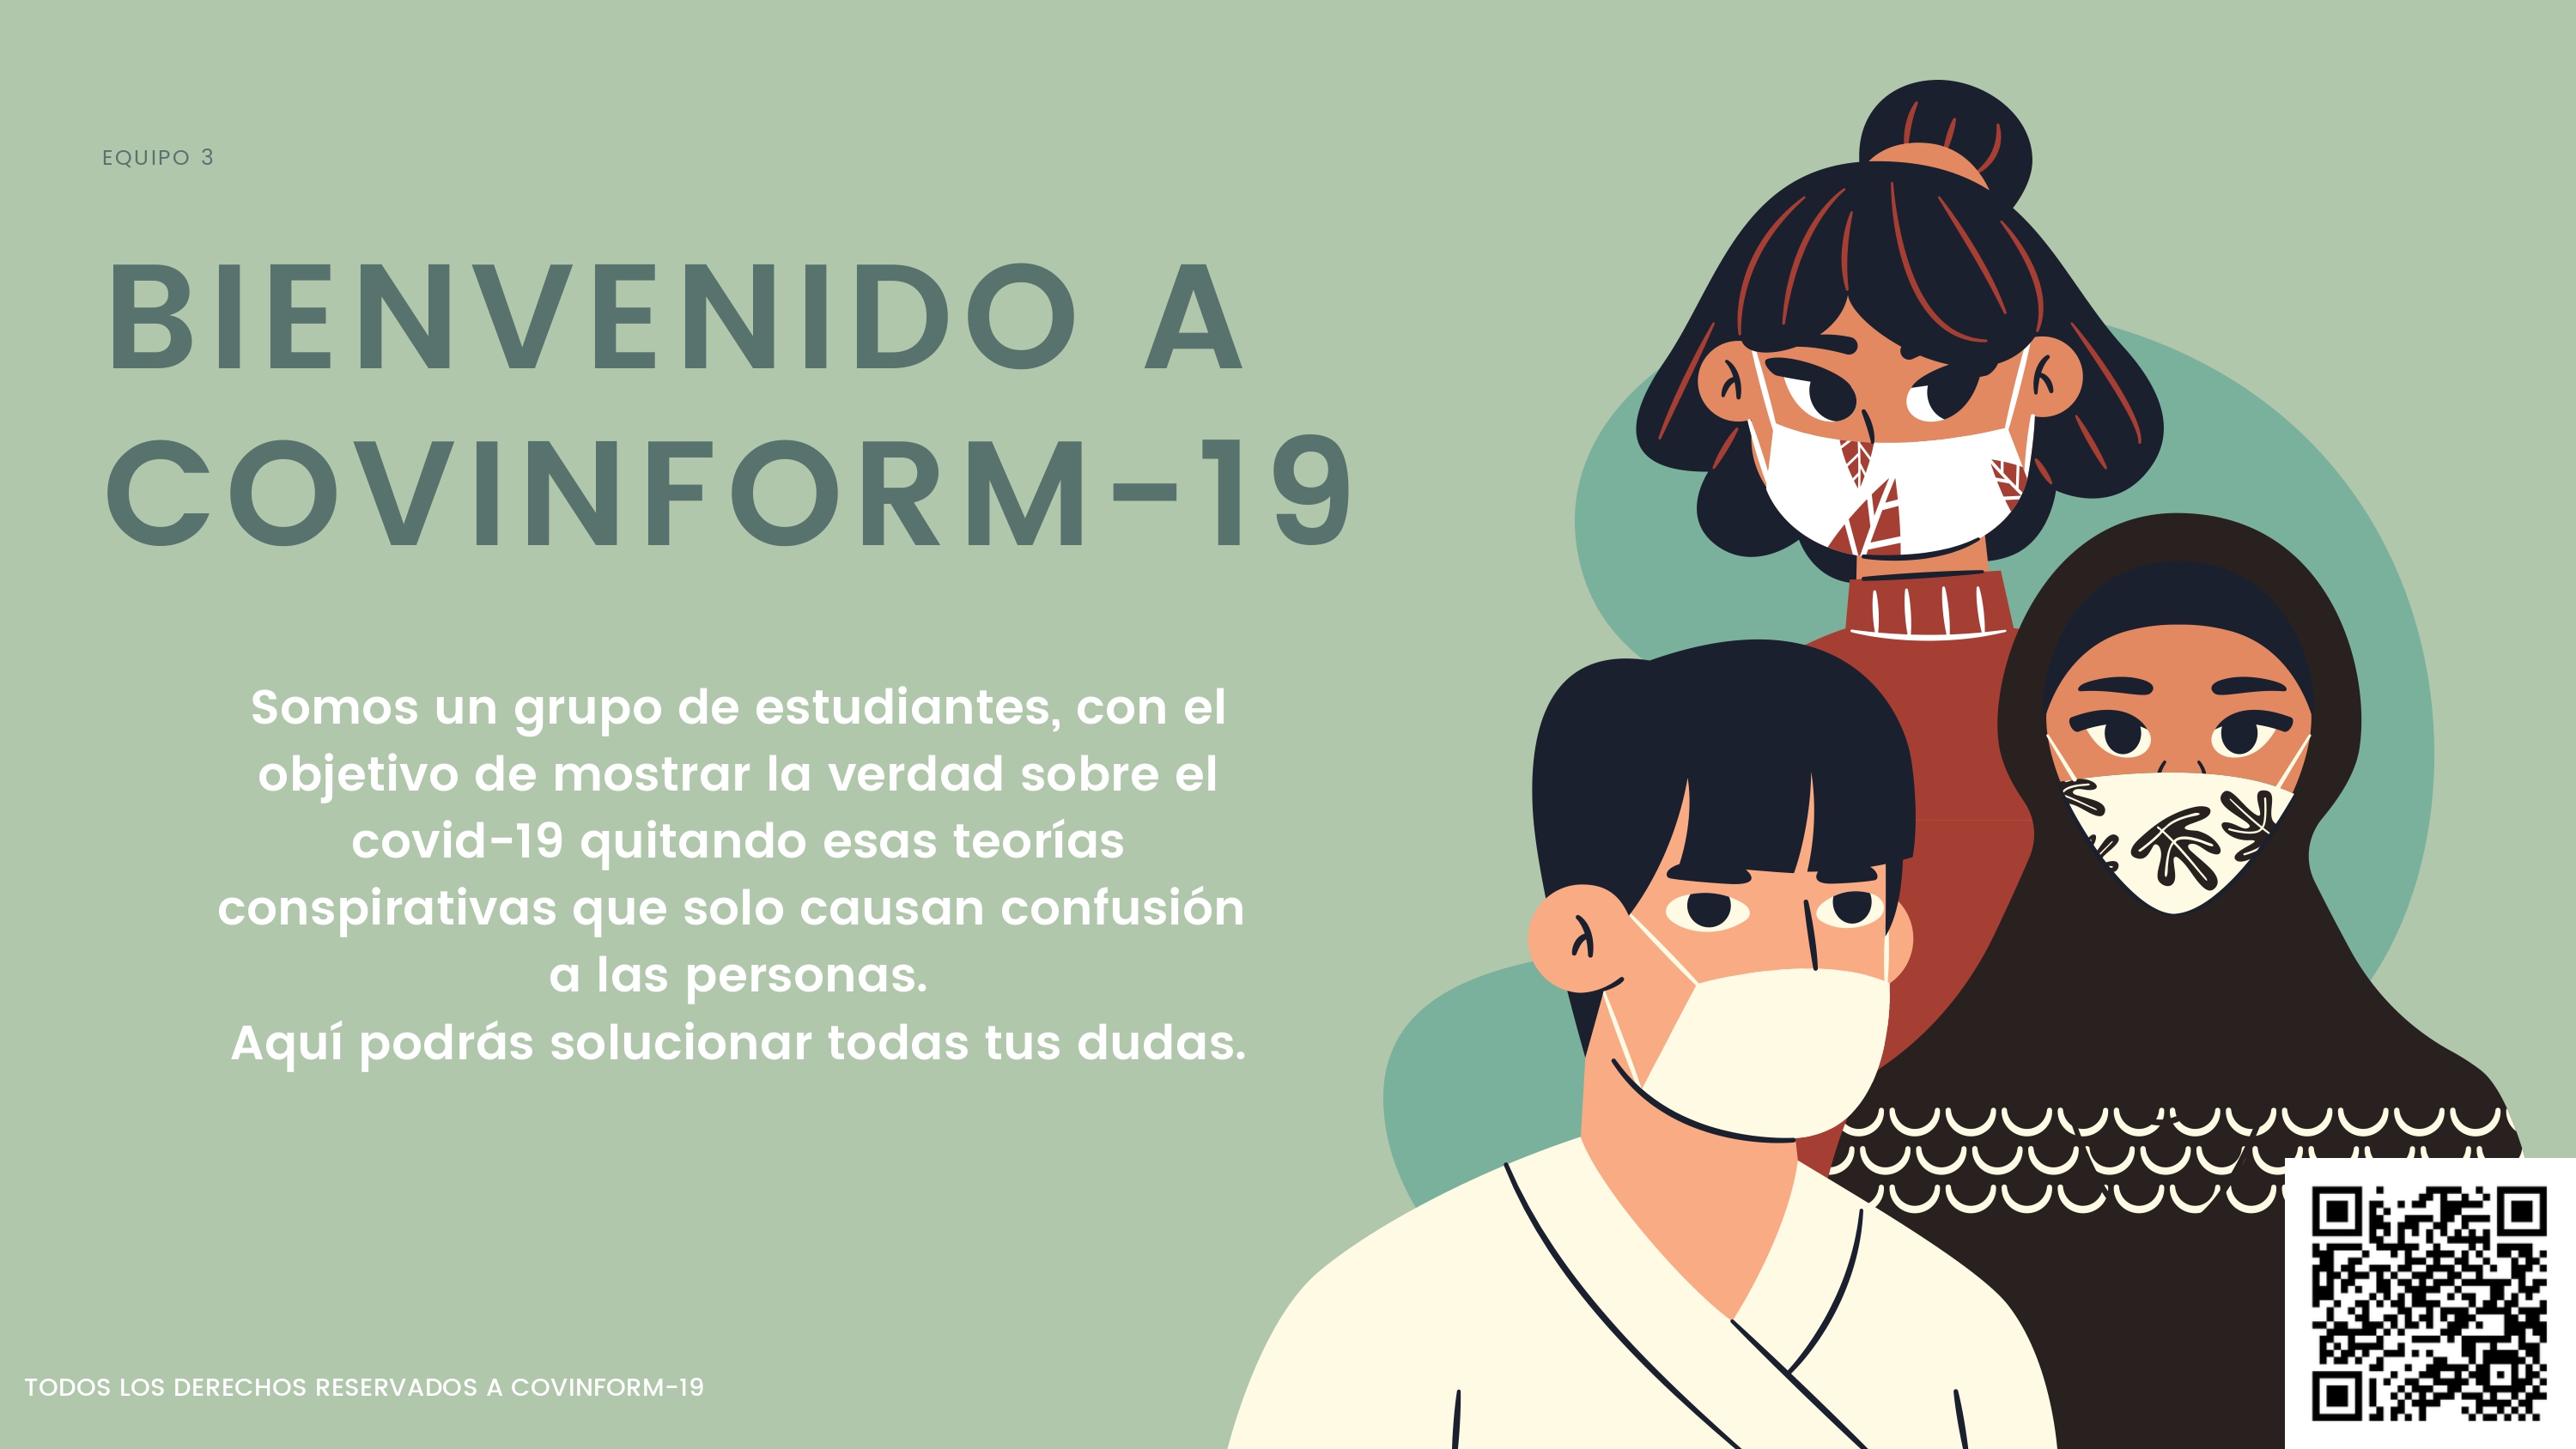 EQUIPO 3
BIENVENIDO A
COVINFORM-19
Somos un grupo de estudiantes, con el
objetivo de mostrar la verdad sobre el
covid-19 quitando esas teorías
conspirativas que solo causan confusión
a las personas.
Aquí podrás solucionar todas tus dudas.
TODOS LOS DERECHOS RESERVADOS A COVINFORM-19